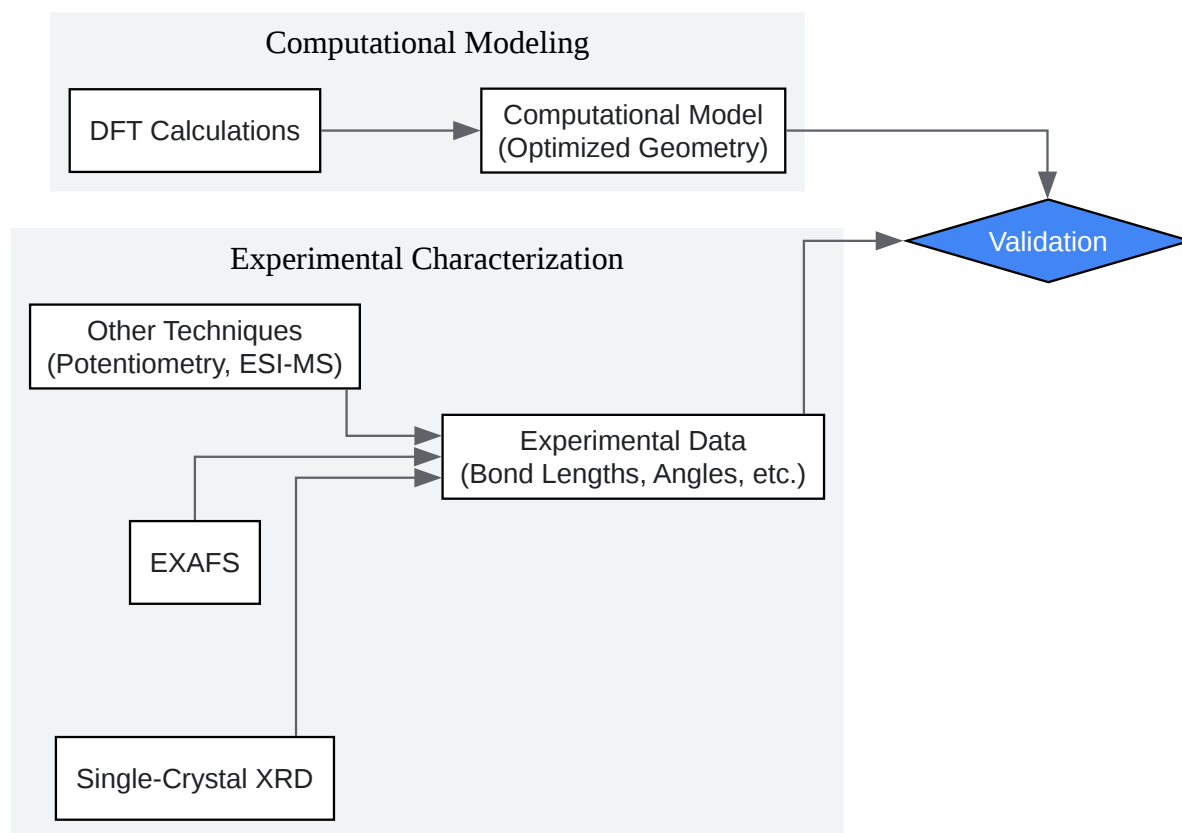 Computational Modeling
DFT Calculations
Computational Model
(Optimized Geometry)
Validation
Experimental Characterization
Other Techniques
(Potentiometry, ESI-MS)
Experimental Data
(Bond Lengths, Angles, etc.)
EXAFS
Single-Crystal XRD